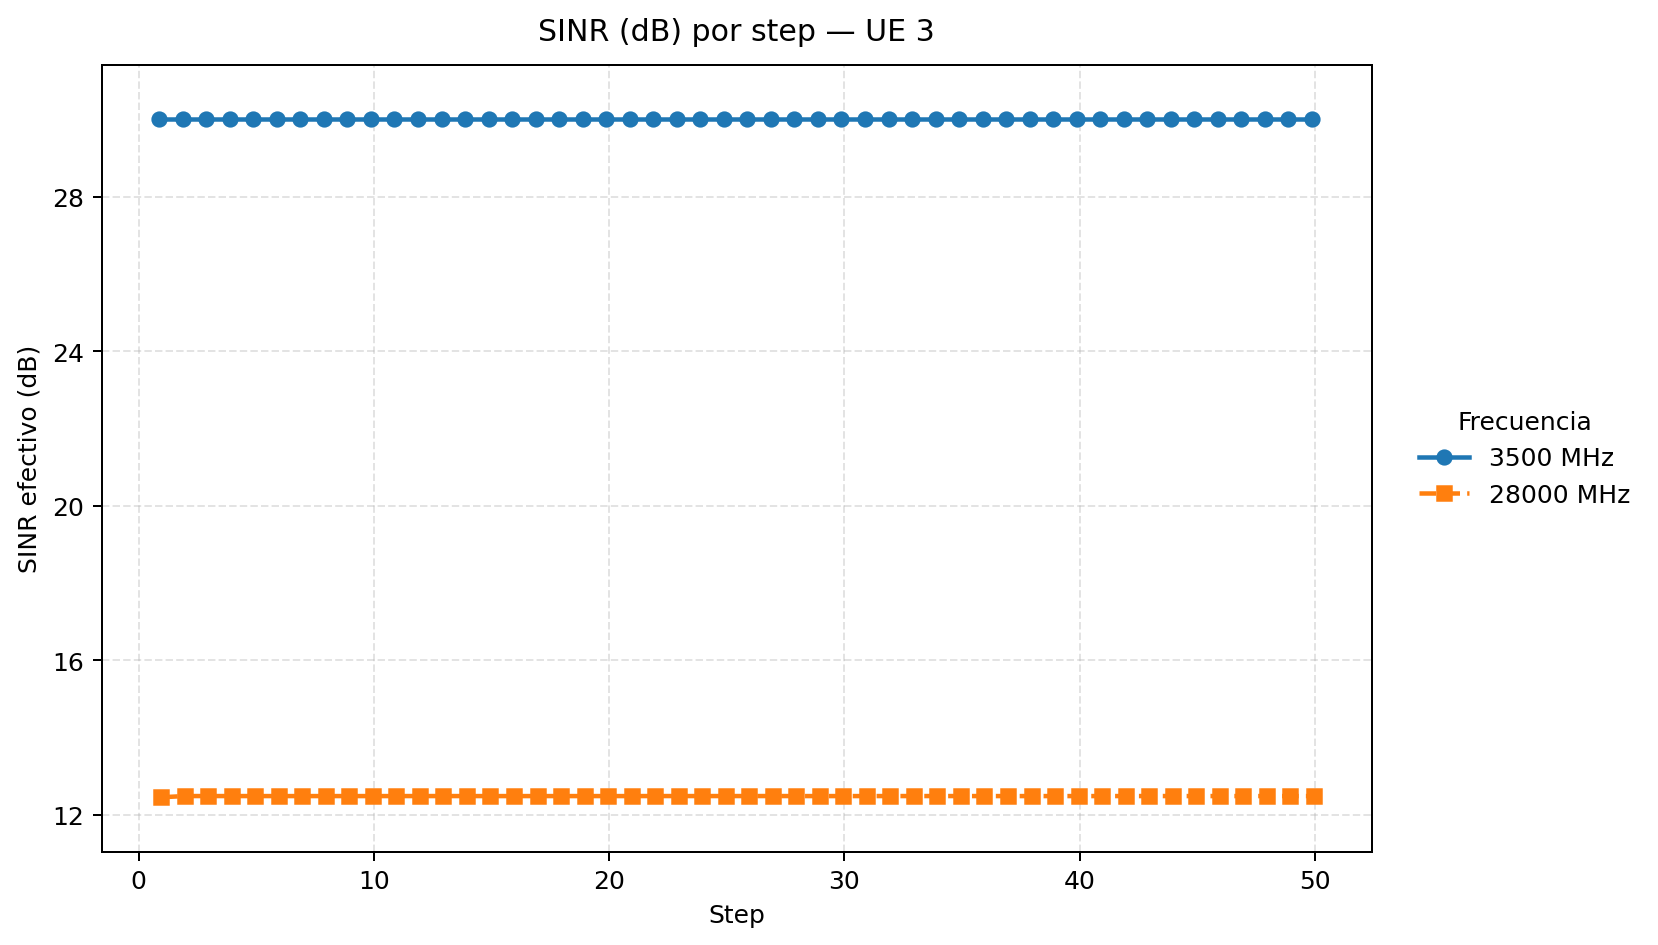 SINR (dB) por step — UE 3
SINR efectivo (dB)
28
24
20
16
12
0 10 20 30 40 50
Step
Frecuencia
3500 MHz
28000 MHz